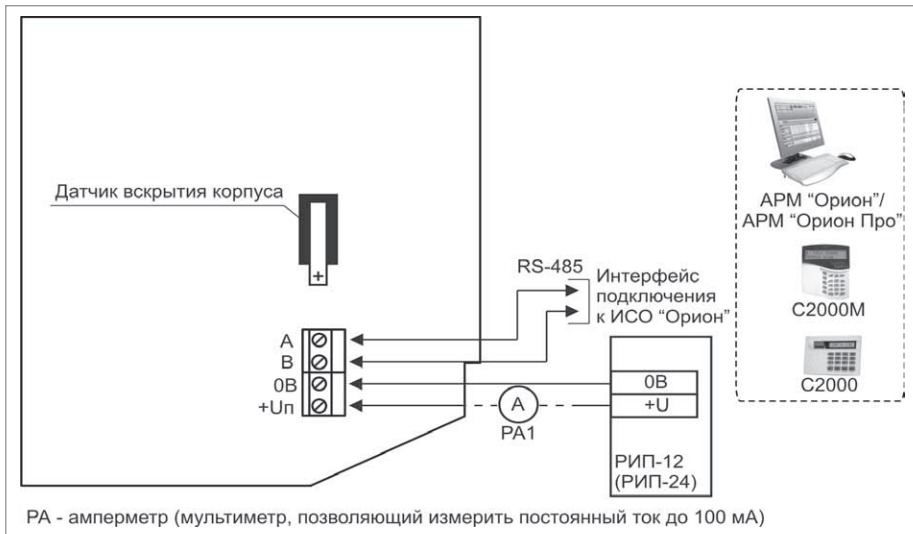 Датчик вскрытия корпуса
+
A
B
0В
+Uп
RS-485
Интерфейс
подключения
к ИСО “Орион”
A
PA1
0В
+U
РИП-12
(РИП-24)
АРМ “Орион”/
АРМ “Орион Про”
С2000М
С2000
РА - амперметр (мультиметр, позволяющий измерить постоянный ток до 100 мА)